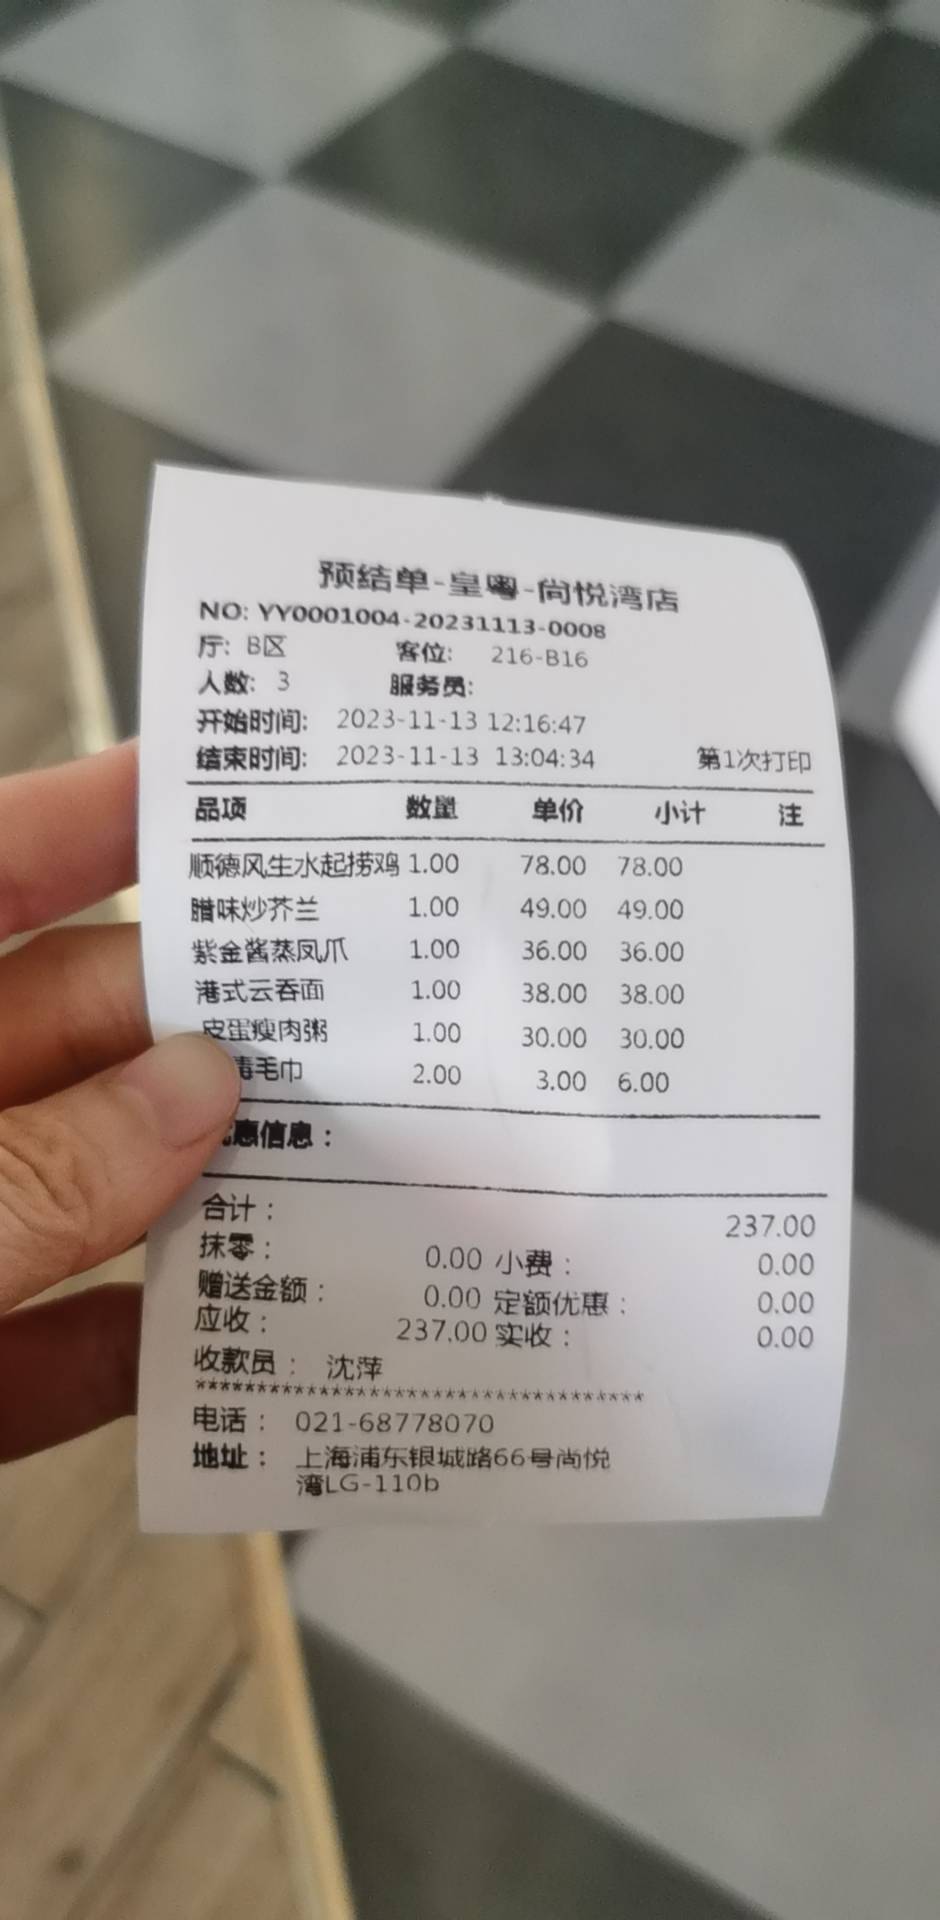 预结单-皇粤-尚悦湾店
NO: YY0001004-20231113-0008
厅: B区 客位: 216-B16
人数: 3 服务员:
开始时间: 2023-11-13 12:16:47
结束时间: 2023-11-13 13:04:34 第1次打印
品项 数量 单价 小计 注
顺德风生水起捞鸡 1.00 78.00 78.00
腊味炒芥兰 1.00 49.00 49.00
紫金酱蒸凤爪 1.00 36.00 36.00
港式云吞面 1.00 38.00 38.00
皮蛋瘦肉粥 1.00 30.00 30.00
毒毛巾 2.00 3.00 6.00
惠信息：
合计： 237.00
抹零： 0.00 小费： 0.00
赠送金额： 0.00 定额优惠： 0.00
应收： 237.00 实收： 0.00
收款员： 沈萍
************************************
电话： 021-68778070
地址： 上海浦东银城路66号尚悦
湾LG-110b